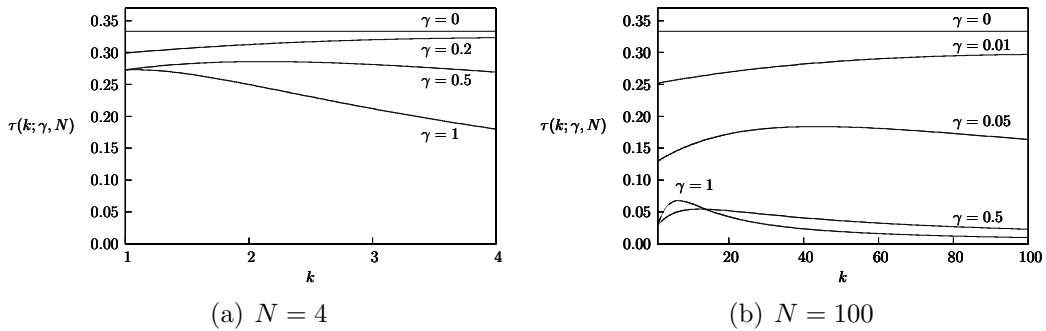 0.35
0.30
0.25
0.20
0.15
0.10
0.05
0.00
τ(k; γ, N)
γ = 0
γ = 0.2
γ = 0.5
γ = 1
1 2 3 4
k
(a) N = 4
0.35
0.30
0.25
0.20
0.15
0.10
0.05
0.00
τ(k; γ, N)
γ = 0
γ = 0.01
γ = 0.05
γ = 1
γ = 0.5
20 40 60 80 100
k
(b) N = 100